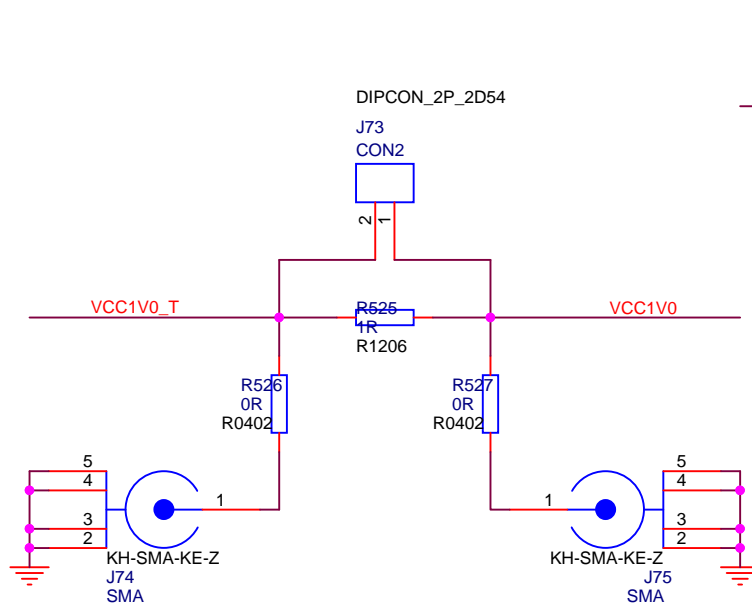 DIPCON_2P_2D54
J73
CON2
2
1
VCC1V0_T
R525
1R
R1206
VCC1V0
R526
0R
R0402
R527
0R
R0402
5
4
3
2
1
KH-SMA-KE-Z
J74
SMA
1
5
4
3
2
KH-SMA-KE-Z
J75
SMA